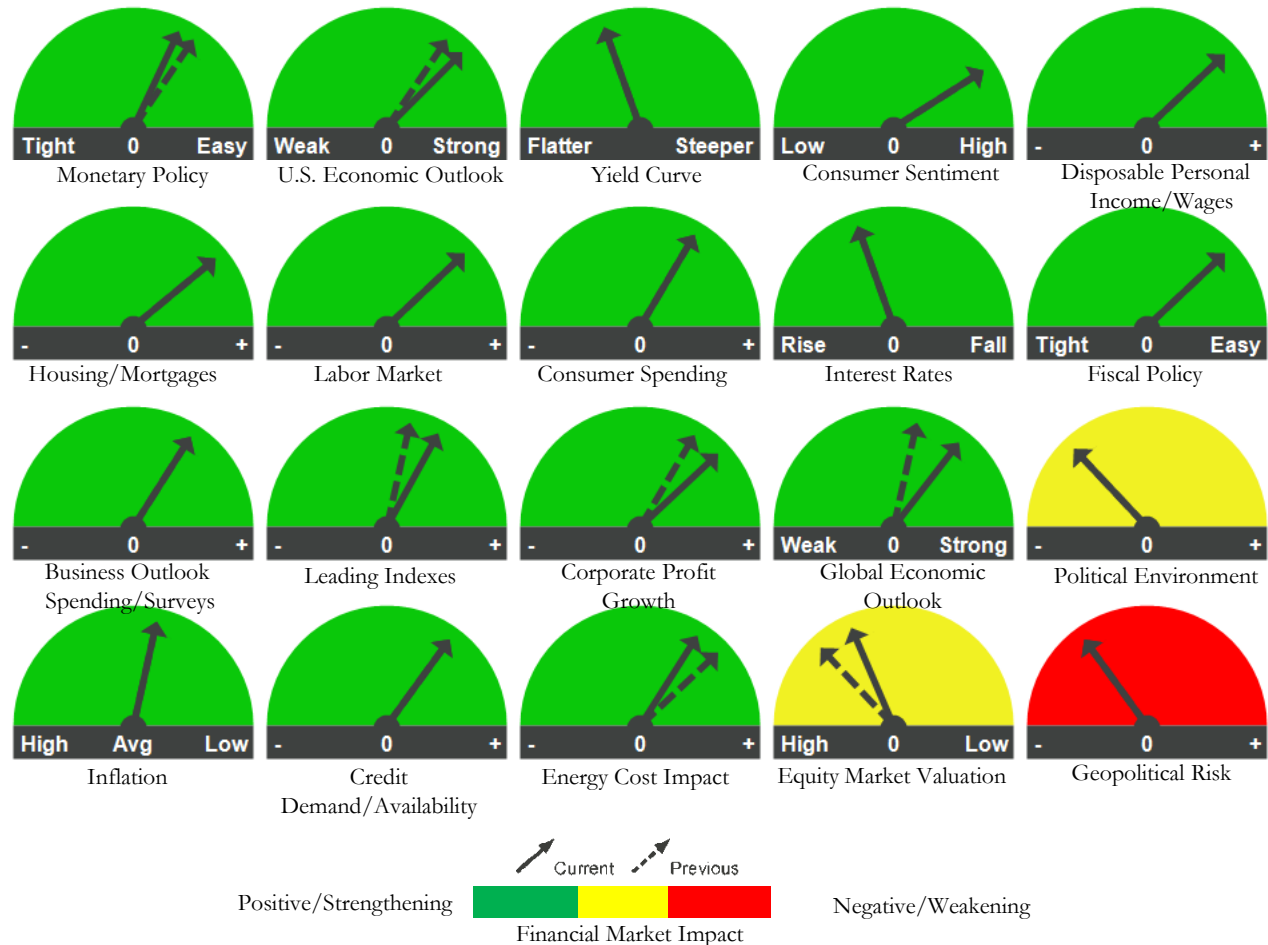 Tight 0 Easy
Weak 0 Strong
Flatter Steeper
Low 0 High
- 0 +
Monetary Policy
U.S. Economic Outlook
Yield Curve
Consumer Sentiment
Disposable Personal
Income/Wages
- 0 +
- 0 +
- 0 +
Rise 0 Fall
Tight 0 Easy
Housing/Mortgages
Labor Market
Consumer Spending
Interest Rates
Fiscal Policy
- 0 +
- 0 +
- 0 +
Weak 0 Strong
- 0 +
Business Outlook
Spending/Surveys
Leading Indexes
Corporate Profit
Growth
Global Economic
Outlook
Political Environment
High Avg Low
- 0 +
- 0 +
High 0 Low
- 0 +
Inflation
Credit
Demand/Availability
Energy Cost Impact
Equity Market Valuation
Geopolitical Risk
Current Previous
Positive/Strengthening
Negative/Weakening
Financial Market Impact